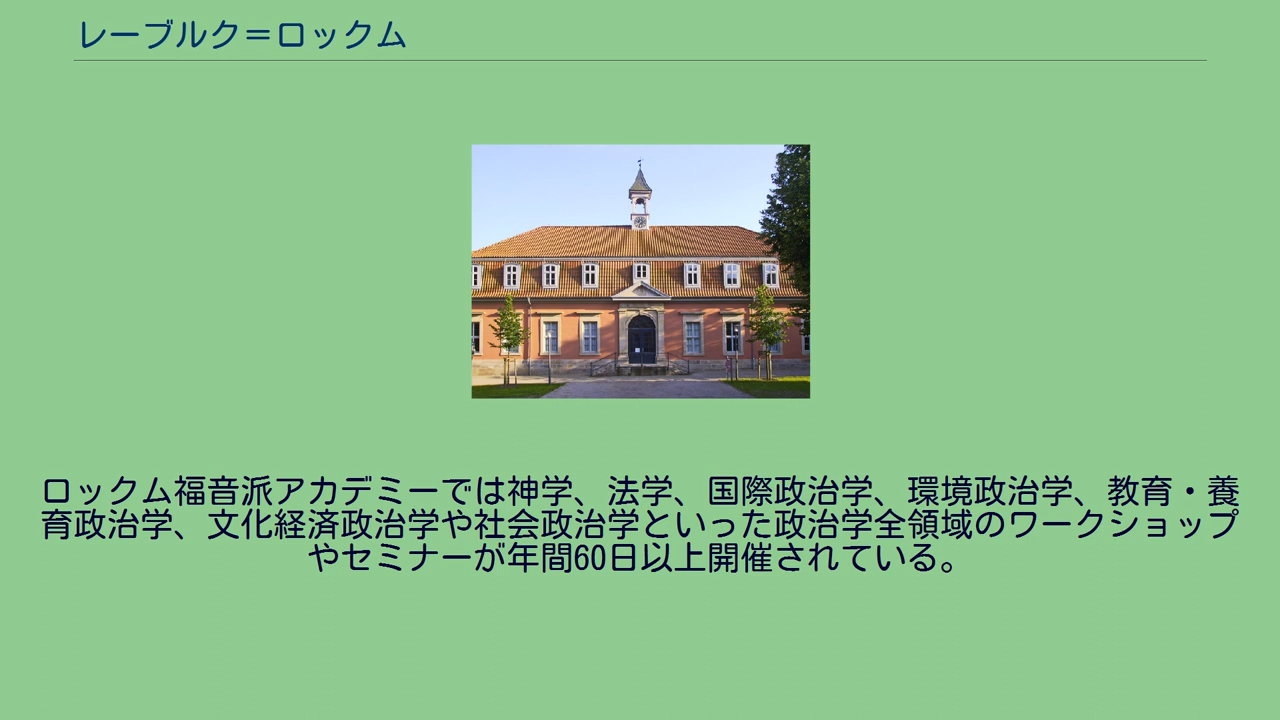 レーブルク＝ロックム
ロックム福音派アカデミーでは神学、法学、国際政治学、環境政治学、教育・養
育政治学、文化経済政治学や社会政治学といった政治学全領域のワークショップ
やセミナーが年間60日以上開催されている。